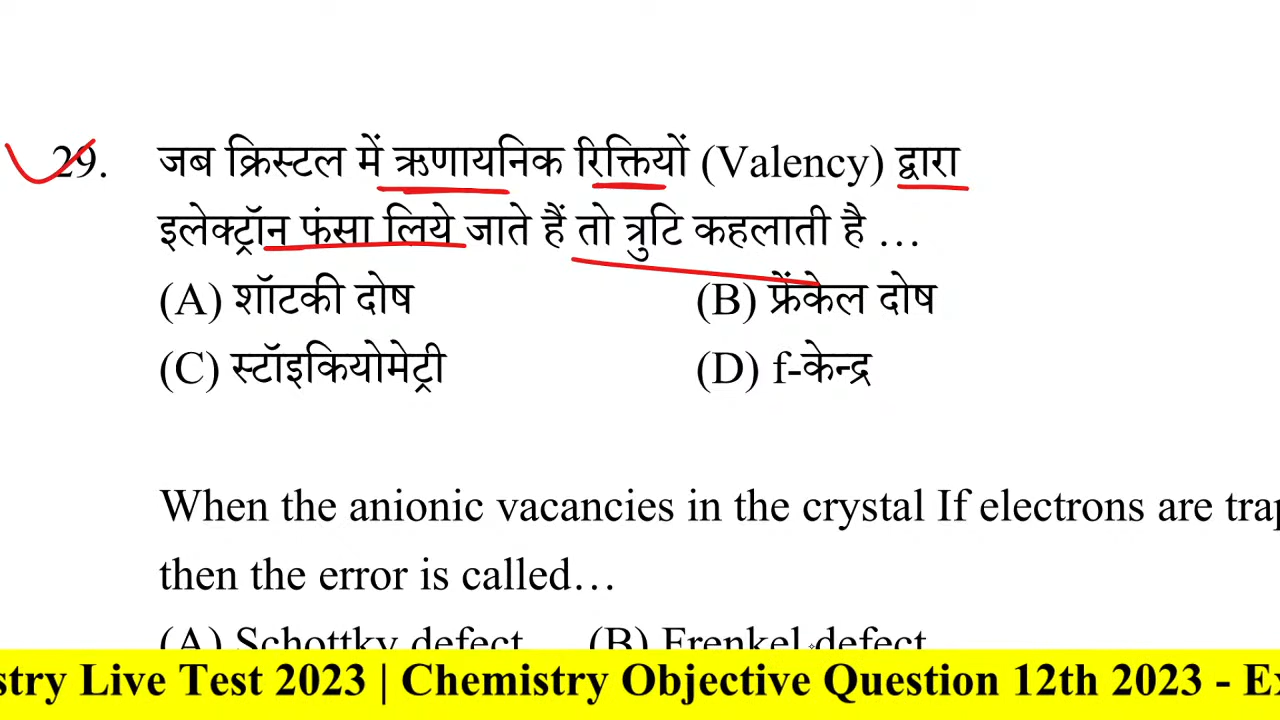 29. जब क्रिस्टल में ऋणायनिक रिक्तियों (Valency) द्वारा
इलेक्ट्रॉन फंसा लिये जाते हैं तो त्रुटि कहलाती है ...
(A) शॉटकी दोष (B) फ्रेंकेल दोष
(C) स्टॉइकियोमेट्री (D) f-केन्द्र
When the anionic vacancies in the crystal If electrons are trap
then the error is called…
(A) Schottky defect (B) Frenkel defect
stry Live Test 2023 | Chemistry Objective Question 12th 2023 - Ex